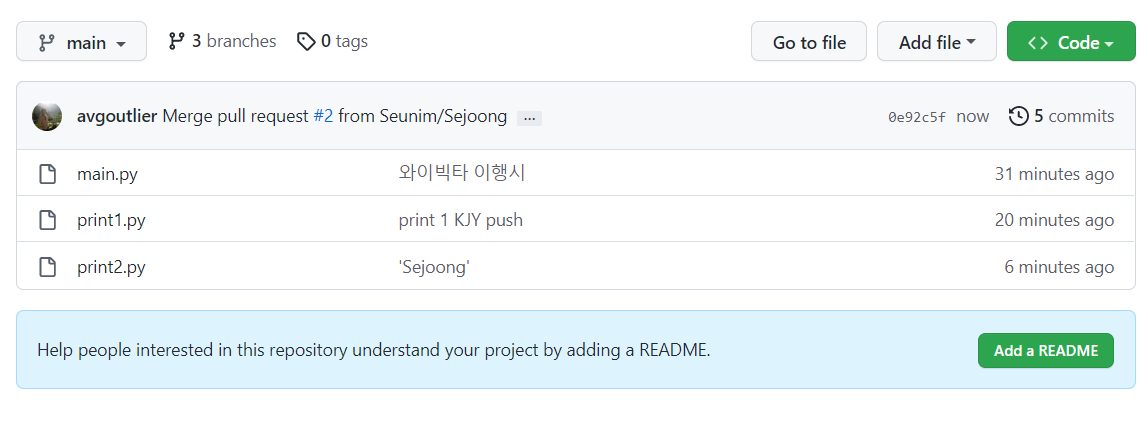 main 3 branches 0 tags Go to file Add file Code
avgoutlier Merge pull request #2 from Seunim/Sejoong ... 0e92c5f now 5 commits
main.py 와이빅타 이행시 31 minutes ago
print1.py print 1 KJY push 20 minutes ago
print2.py 'Sejoong' 6 minutes ago
Help people interested in this repository understand your project by adding a README. Add a README